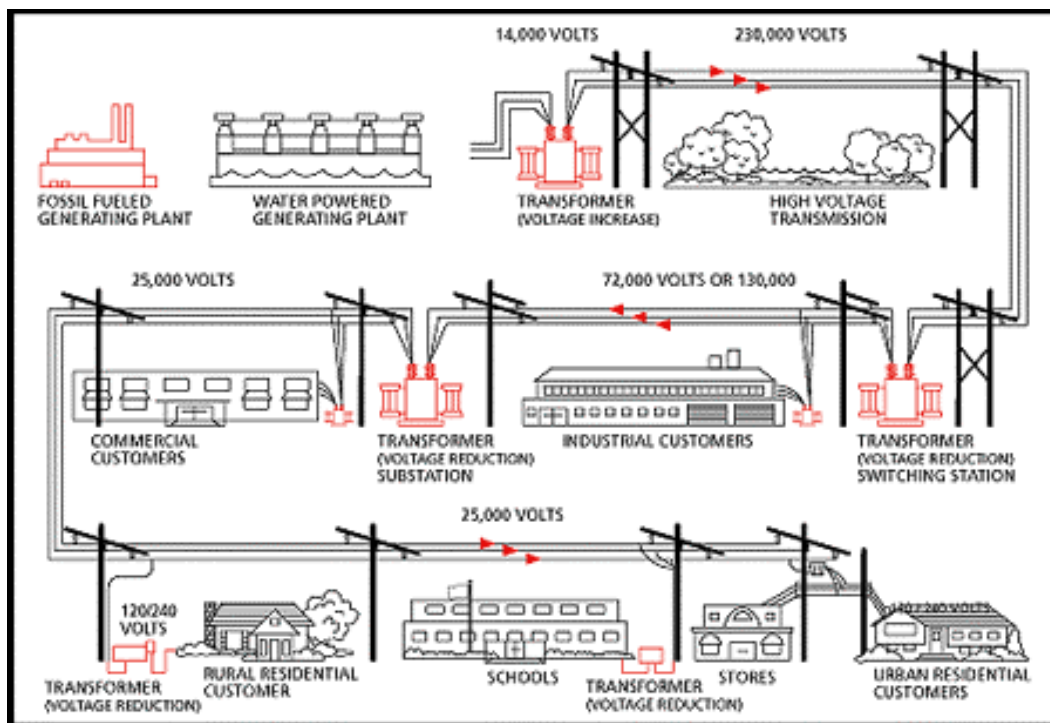 14,000 VOLTS
230,000 VOLTS
FOSSIL FUELED
GENERATING PLANT
WATER POWERED
GENERATING PLANT
TRANSFORMER
(VOLTAGE INCREASE)
HIGH VOLTAGE
TRANSMISSION
25,000 VOLTS
72,000 VOLTS OR 130,000
COMMERCIAL
CUSTOMERS
TRANSFORMER
(VOLTAGE REDUCTION)
SUBSTATION
INDUSTRIAL CUSTOMERS
TRANSFORMER
(VOLTAGE REDUCTION)
SWITCHING STATION
25,000 VOLTS
120/240
VOLTS
TRANSFORMER
(VOLTAGE REDUCTION)
RURAL RESIDENTIAL
CUSTOMER
SCHOOLS
TRANSFORMER
(VOLTAGE REDUCTION)
STORES
240 VOLTS
URBAN RESIDENTIAL
CUSTOMERS